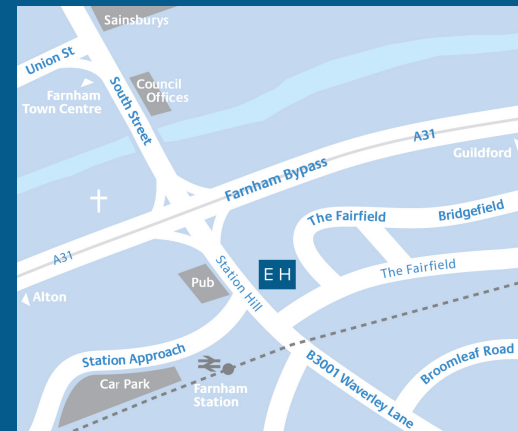 Sainsburys
Union St
Council
Offices
Farnham
Town Centre
South Street
A31
Guildford
Farnham Bypass
The Fairfield
Bridgefield
A31
EH
The Fairfield
Pub
Station Hill
Alton
Station Approach
B3001 Waverley Lane
Broomleaf Road
Car Park
Farnham
Station